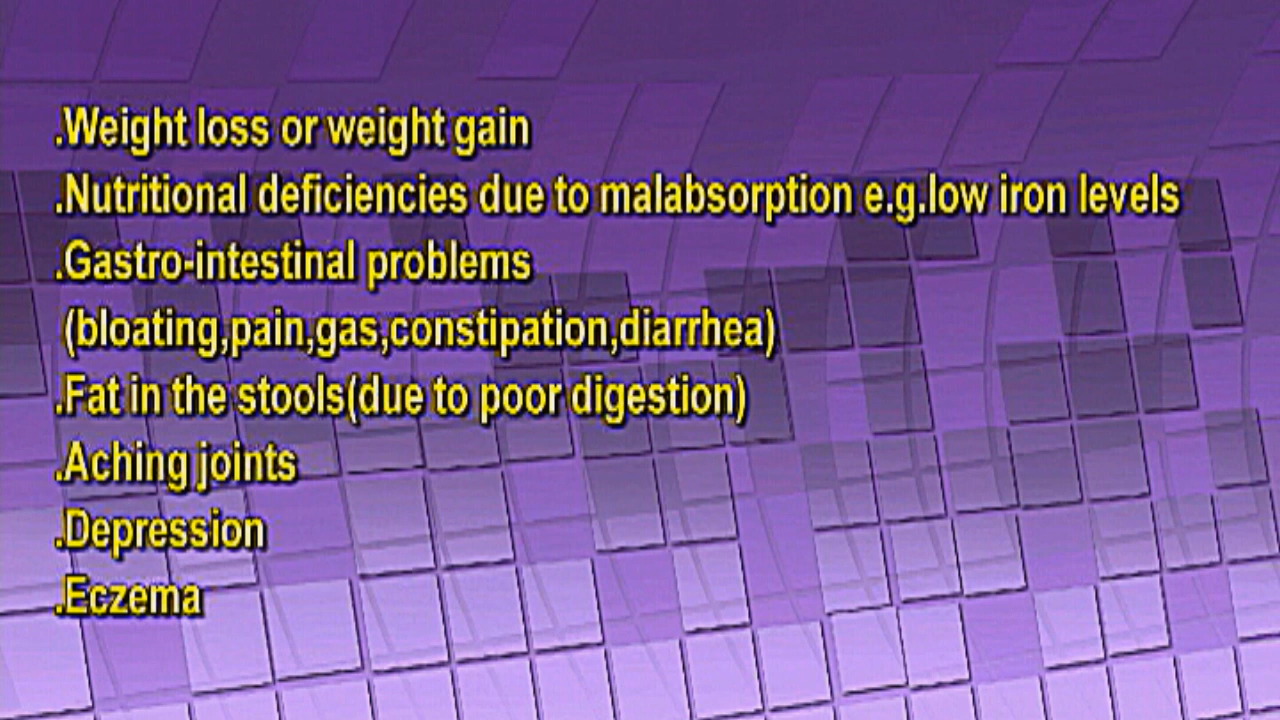 .Weight loss or weight gain
.Nutritional deficiencies due to malabsorption e.g.low iron levels
.Gastro-intestinal problems
(bloating,pain,gas,constipation,diarrhea)
.Fat in the stools(due to poor digestion)
.Aching joints
.Depression
.Eczema